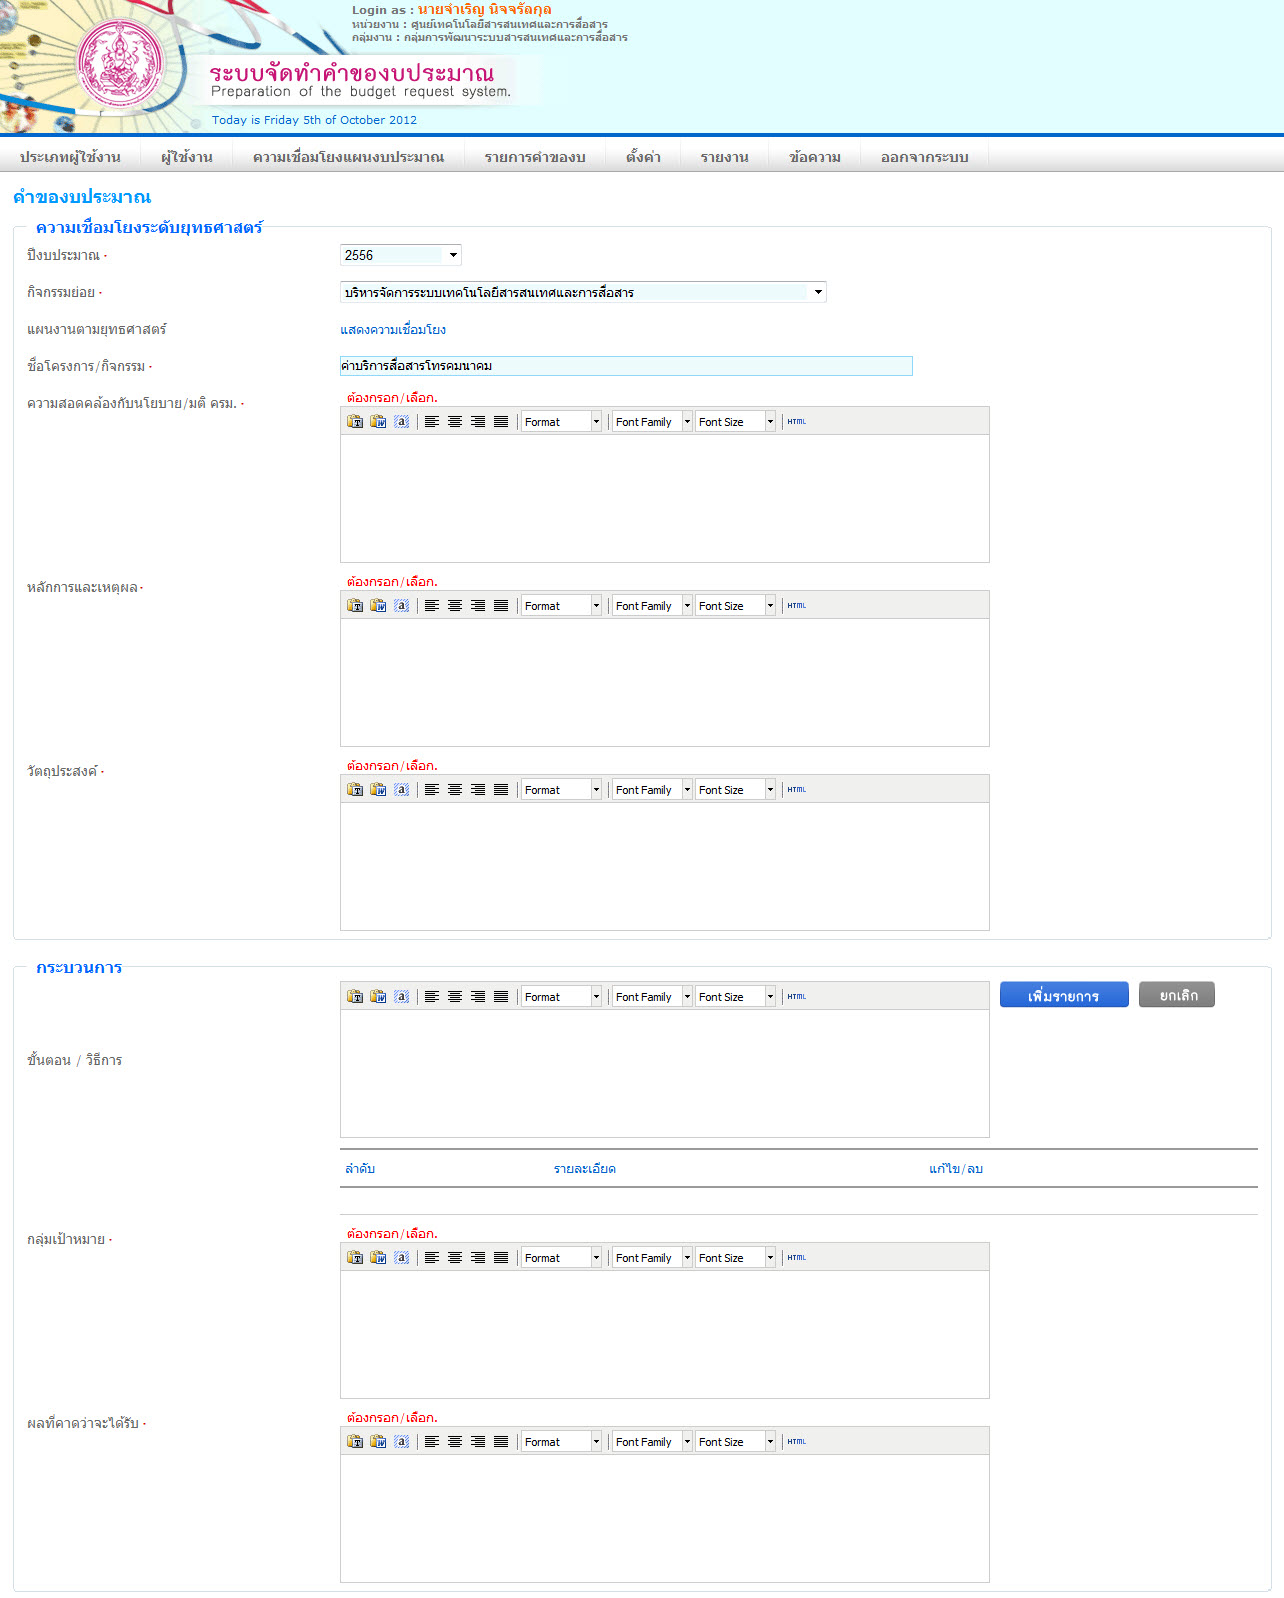 Login as : นายจำเริญ นิจจรัลกุล
หน่วยงาน : ศูนย์เทคโนโลยีสารสนเทศและการสื่อสาร
กลุ่มงาน : กลุ่มการพัฒนาระบบสารสนเทศและการสื่อสาร
ระบบจัดทำคำของบประมาณ
Preparation of the budget request system.
Today is Friday 5th of October 2012
ประเภทผู้ใช้งาน ผู้ใช้งาน ความเชื่อมโยงแผนงบประมาณ รายการคำของบ ตั้งค่า รายงาน ข้อความ ออกจากระบบ
คำของบประมาณ
ความเชื่อมโยงระดับยุทธศาสตร์
ปีงบประมาณ * 2556
กิจกรรมย่อย * บริหารจัดการระบบเทคโนโลยีสารสนเทศและการสื่อสาร
แผนงานตามยุทธศาสตร์ แสดงความเชื่อมโยง
ชื่อโครงการ/กิจกรรม * ค่าบริการสื่อสารโทรคมนาคม
ความสอดคล้องกับนโยบาย/มติ ครม. * ต้องกรอก/เลือก.
Format Font Family Font Size HTML
หลักการและเหตุผล * ต้องกรอก/เลือก.
Format Font Family Font Size HTML
วัตถุประสงค์ * ต้องกรอก/เลือก.
Format Font Family Font Size HTML
กระบวนการ
Format Font Family Font Size HTML เพิ่มรายการ ยกเลิก
ขั้นตอน / วิธีการ
ลำดับ รายละเอียด แก้ไข/ลบ
กลุ่มเป้าหมาย * ต้องกรอก/เลือก.
Format Font Family Font Size HTML
ผลที่คาดว่าจะได้รับ * ต้องกรอก/เลือก.
Format Font Family Font Size HTML